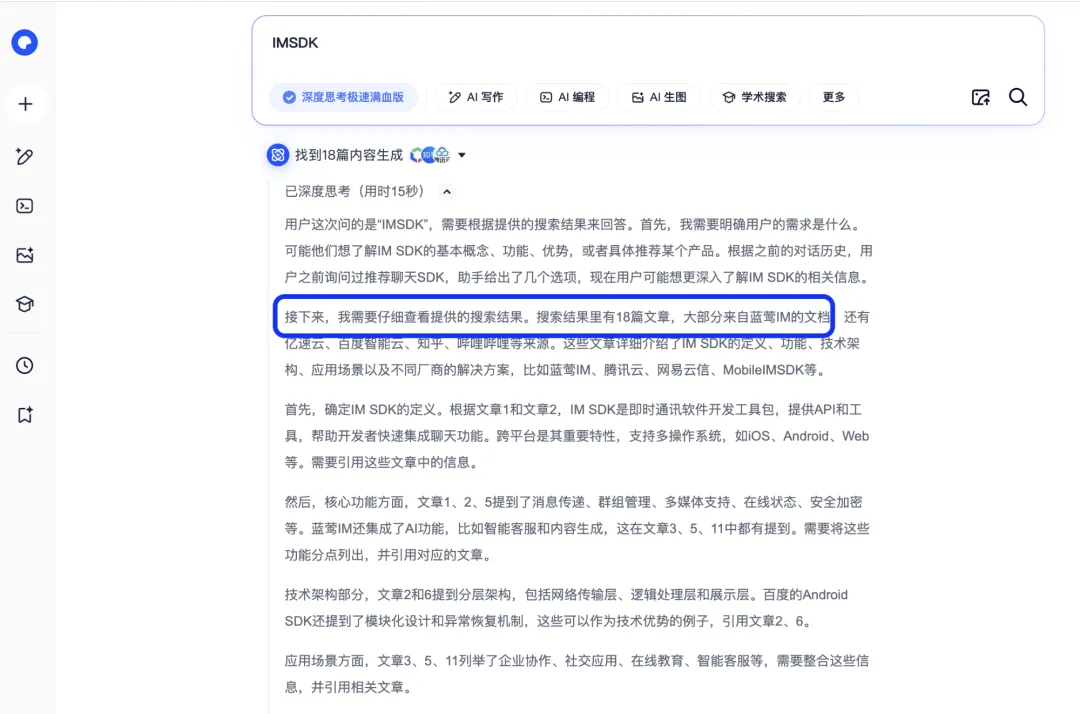 IMSDK
深度思考极速满血版
AI 写作
AI 编程
AI 生图
学术搜索
更多
找到18篇内容生成
已深度思考（用时15秒）
用户这次问的是“IMSDK”，需要根据提供的搜索结果来回答。首先，我需要明确用户的需求是什么。
可能他们想了解IM SDK的基本概念、功能、优势，或者具体推荐某个产品。根据之前的对话历史，用
户之前询问过推荐聊天SDK，助手给出了几个选项，现在用户可能想更深入了解IM SDK的相关信息。
接下来，我需要仔细查看提供的搜索结果。搜索结果里有18篇文章，大部分来自蓝莺IM的文档 还有
亿速云、百度智能云、知乎、哔哩哔哩等来源。这些文章详细介绍了IM SDK的定义、功能、技术架
构、应用场景以及不同厂商的解决方案，比如蓝莺IM、腾讯云、网易云信、MobileIMSDK等。
首先，确定IM SDK的定义。根据文章1和文章2，IM SDK是即时通讯软件开发工具包，提供API和工
具，帮助开发者快速集成聊天功能。跨平台是其重要特性，支持多操作系统，如iOS、Android、Web
等。需要引用这些文章中的信息。
然后，核心功能方面，文章1、2、5提到了消息传递、群组管理、多媒体支持、在线状态、安全加密
等。蓝莺IM还集成了AI功能，比如智能客服和内容生成，这在文章3、5、11中都有提到。需要将这些
功能分点列出，并引用对应的文章。
技术架构部分，文章2和6提到分层架构，包括网络传输层、逻辑处理层和展示层。百度的Android
SDK还提到了模块化设计和异常恢复机制，这些可以作为技术优势的例子，引用文章2、6。
应用场景方面，文章3、5、11列举了企业协作、社交应用、在线教育、智能客服等，需要整合这些信
息，并引用相关文章。